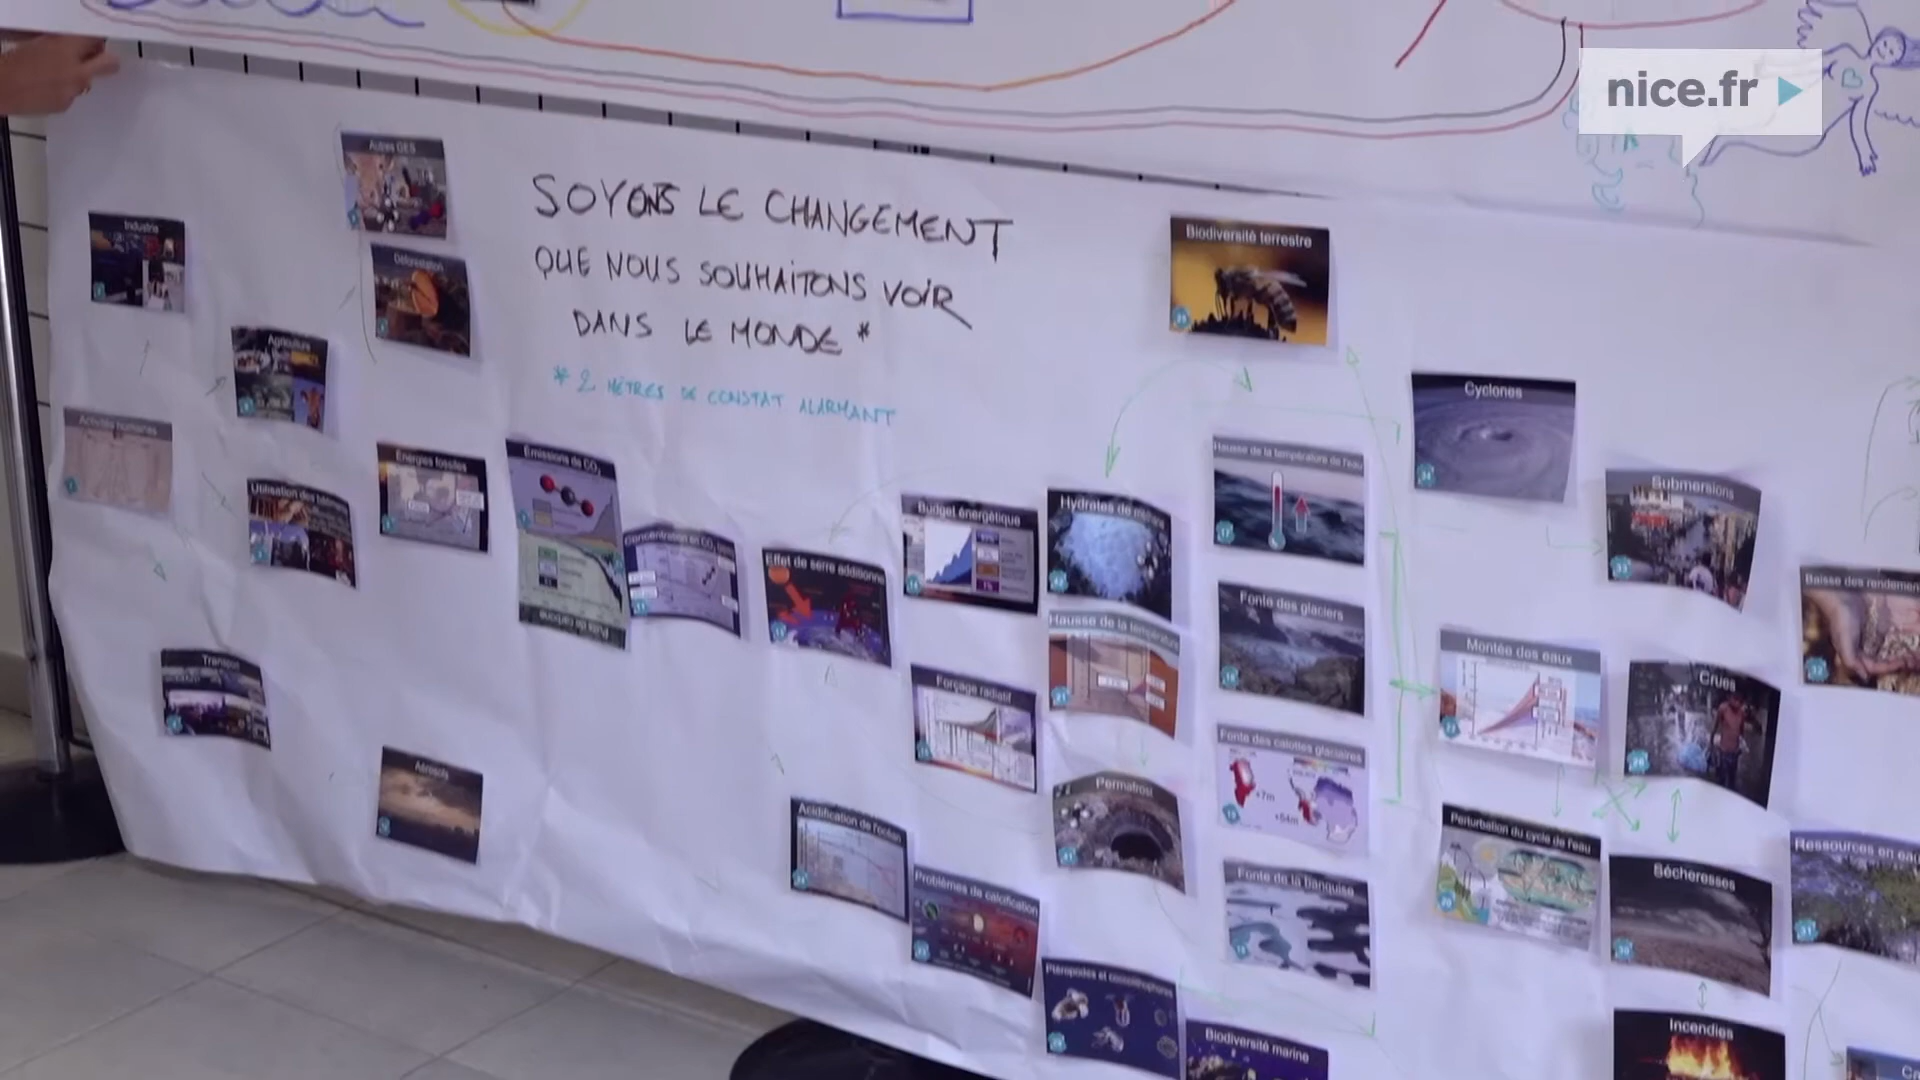 nice.fr
SOYONS LE CHANGEMENT
QUE NOUS SOUHAITONS VOIR
DANS LE MONDE *
* 2 MÈTRES DE CONSTAT ALARMANT
Autres GES
Industrie
Déforestation
Biodiversité terrestre
Agriculture
Activités humaines
Cyclones
Énergies fossiles
Émissions de CO2
Hausse de la température de l'eau
Utilisation des bâtiments
Submersions
Budget énergétique
Hydrates de méthane
Concentration en CO2
Effet de serre additionnel
Puits de carbone
Baisse des rendements
Fonte des glaciers
Hausse de la température
Montée des eaux
Transport
Forçage radiatif
Crues
Fonte des calottes glaciaires
+7m
+54m
Aérosols
Permafrost
Acidification de l'océan
Perturbation du cycle de l'eau
Ressources en eau
Problèmes de calcification
Fonte de la banquise
Sécheresses
Ptéropodes et coccolithophores
Biodiversité marine
Incendies